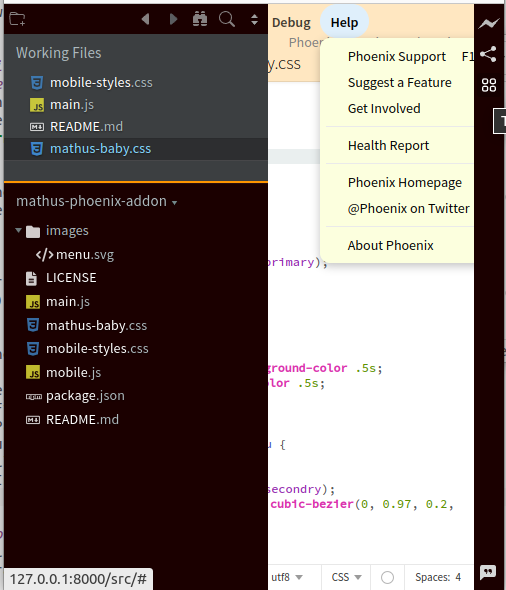 Debug Help
Phoe
Working Files
y.css
mobile-styles.css
main.js
README.md
mathus-baby.css
Phoenix Support F1
Suggest a Feature
Get Involved
Health Report
Phoenix Homepage
@Phoenix on Twitter
About Phoenix
mathus-phoenix-addon
images
menu.svg
LICENSE
main.js
mathus-baby.css
mobile-styles.css
mobile.js
package.json
README.md
primary);
ground-color .5s;
olor .5s;
u {
secondry);
cubic-bezier(0, 0.97, 0.2,
127.0.0.1:8000/src/#
utf8 CSS Spaces: 4